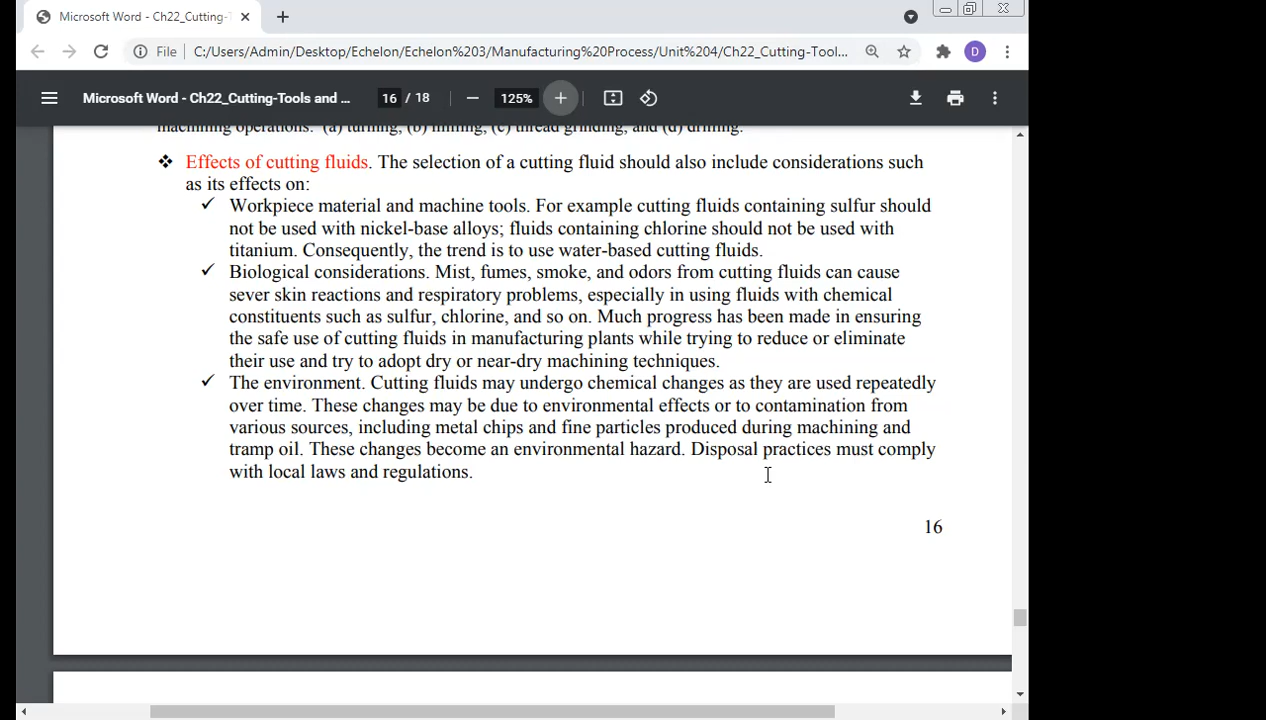 Microsoft Word - Ch22_Cutting-T
File C:/Users/Admin/Desktop/Echelon/Echelon%203/Manufacturing%20Process/Unit%204/Ch22_Cutting-Tool...
D
Microsoft Word - Ch22_Cutting-Tools and ... 16 / 18 125%
machining operations: (a) turning, (b) milling, (c) thread grinding, and (d) drilling.
❖ Effects of cutting fluids. The selection of a cutting fluid should also include considerations such
as its effects on:
✓ Workpiece material and machine tools. For example cutting fluids containing sulfur should
not be used with nickel-base alloys; fluids containing chlorine should not be used with
titanium. Consequently, the trend is to use water-based cutting fluids.
✓ Biological considerations. Mist, fumes, smoke, and odors from cutting fluids can cause
sever skin reactions and respiratory problems, especially in using fluids with chemical
constituents such as sulfur, chlorine, and so on. Much progress has been made in ensuring
the safe use of cutting fluids in manufacturing plants while trying to reduce or eliminate
their use and try to adopt dry or near-dry machining techniques.
✓ The environment. Cutting fluids may undergo chemical changes as they are used repeatedly
over time. These changes may be due to environmental effects or to contamination from
various sources, including metal chips and fine particles produced during machining and
tramp oil. These changes become an environmental hazard. Disposal practices must comply
with local laws and regulations.
16